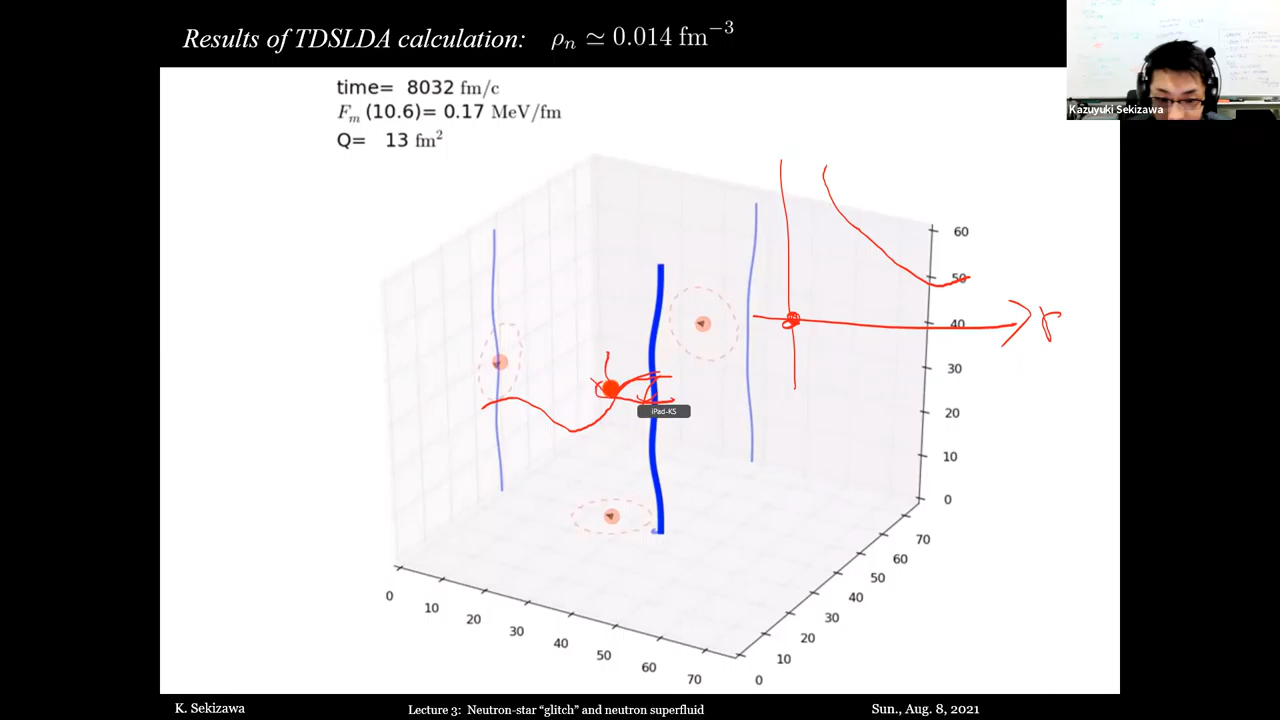 Results of TDSLDA calculation: ρₙ ≃ 0.014 fm⁻³
Kazuyuki Sekizawa
time= 8032 fm/c
Fₘ (10.6)= 0.17 MeV/fm
Q= 13 fm²
60
50
40
30
20
10
0
r
iPad-KS
0
10
20
30
40
50
60
70
0
10
20
30
40
50
60
70
K. Sekizawa
Lecture 3: Neutron-star “glitch” and neutron superfluid
Sun., Aug. 8, 2021